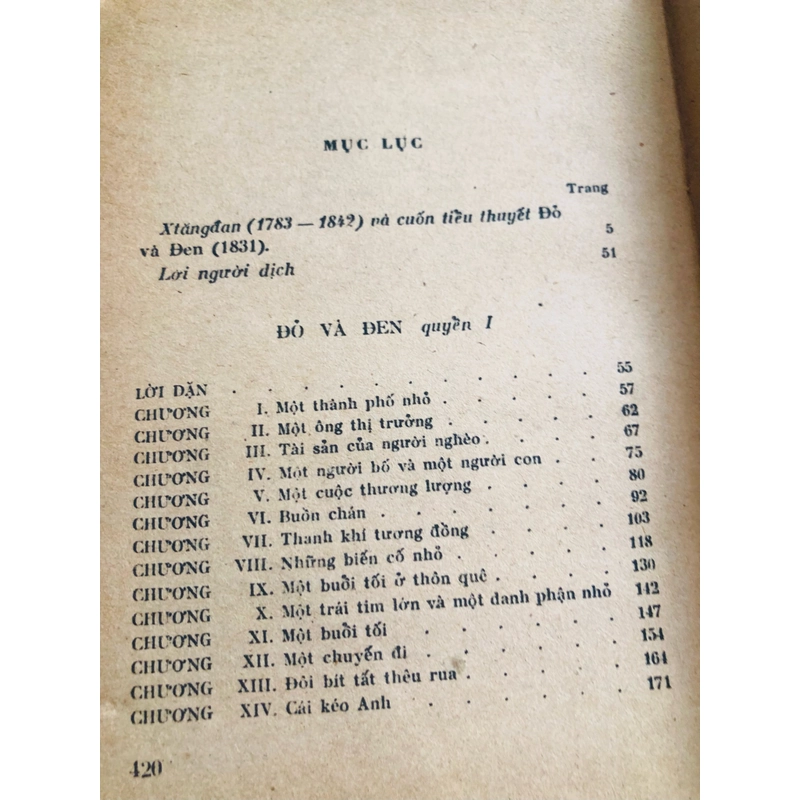 MỤC LỤC
Trang
Xtăngđan (1783 — 1842) và cuốn tiểu thuyết Đỏ
và Đen (1831). 5
Lời người dịch 51
ĐỎ VÀ ĐEN quyển I
LỜI DẶN . . . . . . . . . . 55
CHƯƠNG I. Một thành phố nhỏ . . . . . 57
CHƯƠNG II. Một ông thị trưởng . . . . . 62
CHƯƠNG III. Tài sản của người nghèo . . . . 67
CHƯƠNG IV. Một người bố và một người con . . 75
CHƯƠNG V. Một cuộc thương lượng . . . . 80
CHƯƠNG VI. Buồn chán . . . . . . . 92
CHƯƠNG VII. Thanh khí tương đồng . . . . 103
CHƯƠNG VIII. Những biến cố nhỏ . . . . . 118
CHƯƠNG IX. Một buổi tối ở thôn quê . . . . 130
CHƯƠNG X. Một trái tim lớn và một danh phận nhỏ 142
CHƯƠNG XI. Một buổi tối . . . . . . 147
CHƯƠNG XII. Một chuyến đi . . . . . . 154
CHƯƠNG XIII. Đôi bít tất thêu rua . . . . . 164
CHƯƠNG XIV. Cái kéo Anh . . . . . . 171
420